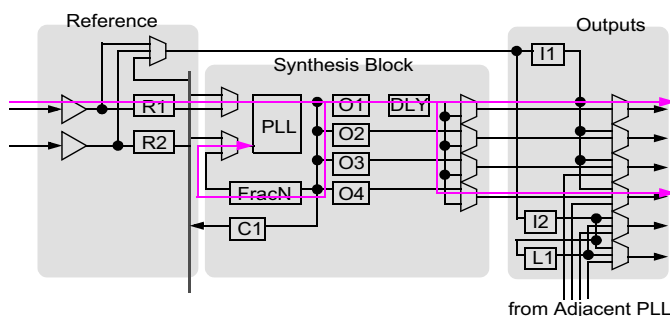 Reference
Outputs
Synthesis Block
I1
R1
O1
DLY
PLL
O2
R2
O3
FracN
O4
C1
I2
L1
from Adjacent PLL